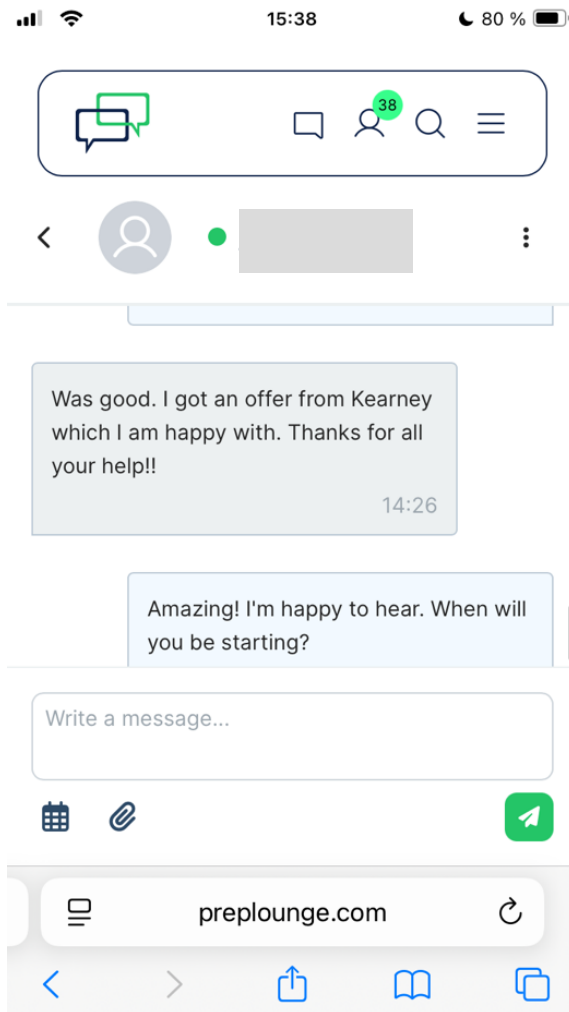 15:38
80 %
38
Was good. I got an offer from Kearney
which I am happy with. Thanks for all
your help!!
14:26
Amazing! I'm happy to hear. When will
you be starting?
Write a message...
preplounge.com